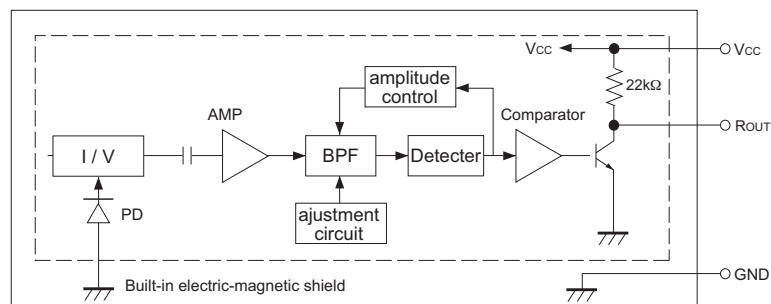 Vcc
Vcc
amplitude
control
22kΩ
AMP
Comparator
ROUT
I / V
BPF
Detecter
PD
ajustment
circuit
GND
Built-in electric-magnetic shield